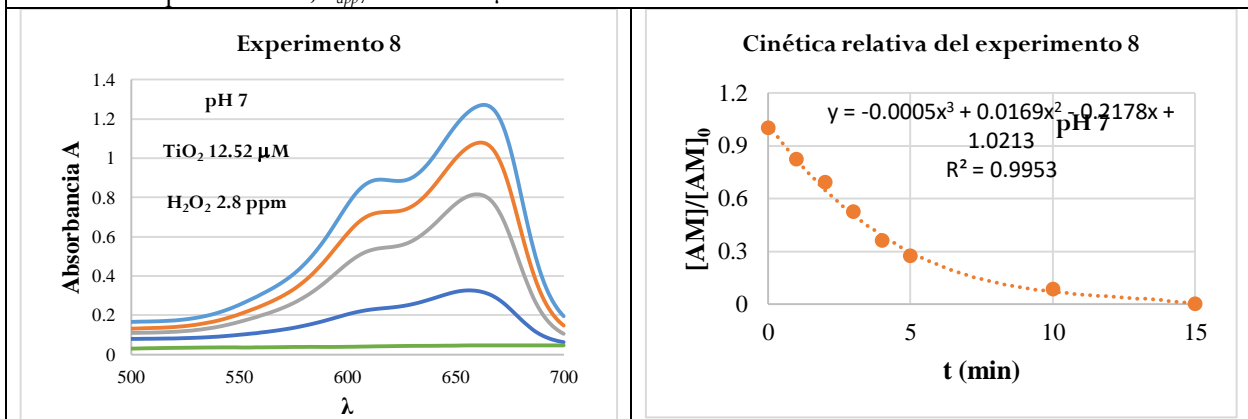 Experimento 8
1.4
1.2
1
0.8
0.6
0.4
0.2
0
Absorbancia A
pH 7
TiO₂ 12.52 µM
H₂O₂ 2.8 ppm
500 550 600 650 700
λ
Cinética relativa del experimento 8
1.2
0.9
0.6
0.3
0
[AM]/[AM]₀
y = -0.0005x³ + 0.0169x² - 0.2178x +
1.0213
R² = 0.9953
pH 7
0 5 10 15
t (min)